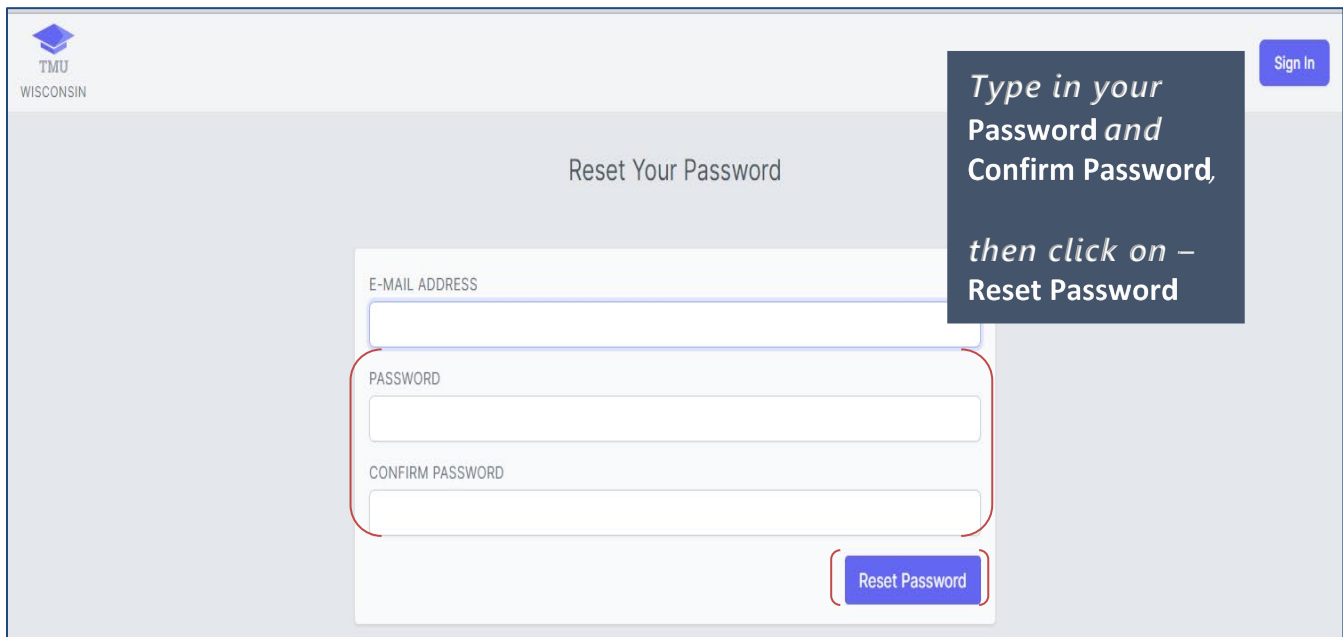 TMU
WISCONSIN
Sign In
Type in your
Password and
Confirm Password,
then click on –
Reset Password
Reset Your Password
E-MAIL ADDRESS
PASSWORD
CONFIRM PASSWORD
Reset Password